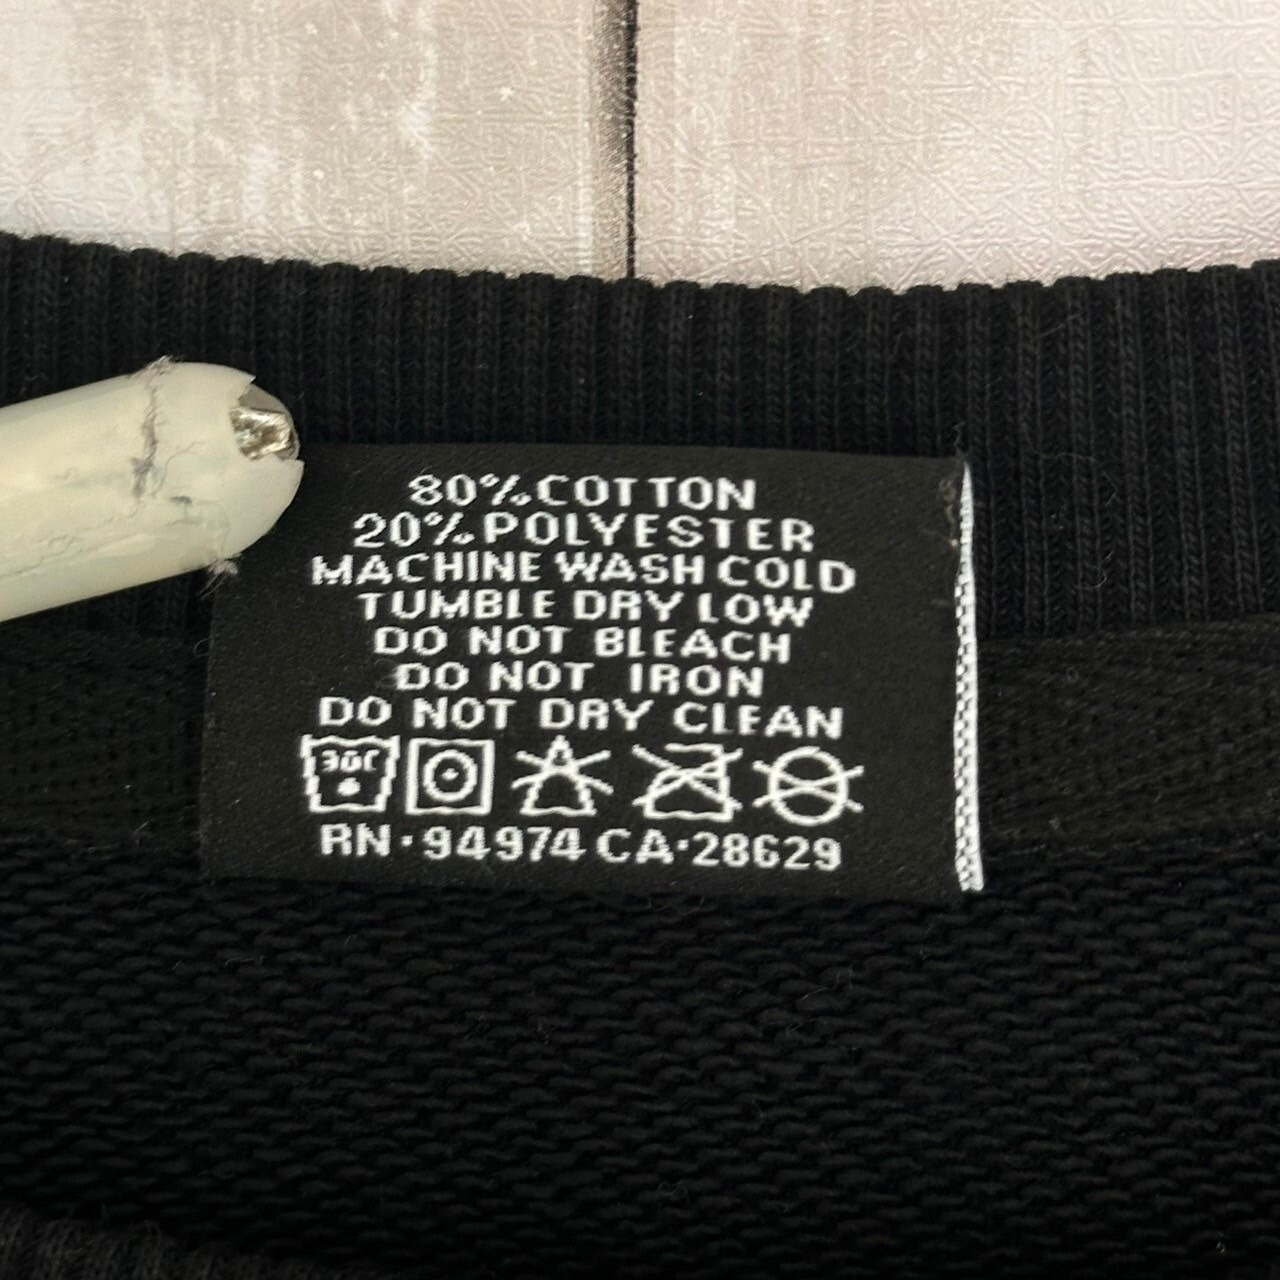 80% COTTON
20% POLYESTER
MACHINE WASH COLD
TUMBLE DRY LOW
DO NOT BLEACH
DO NOT IRON
DO NOT DRY CLEAN
30C
RN·94974 CA·28629